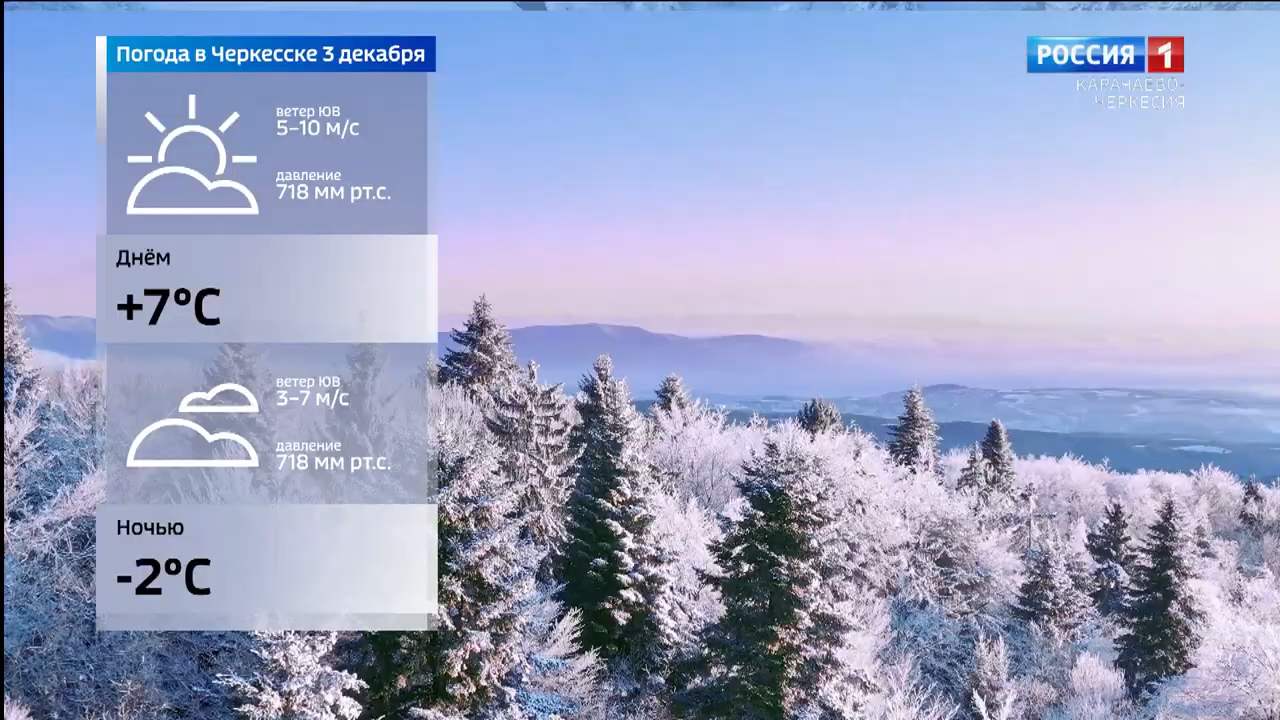 Погода в Черкесске 3 декабря
ветер ЮВ
5-10 м/с
давление
718 мм рт.с.
Днём
+7°C
ветер ЮВ
3-7 м/с
давление
718 мм рт.с.
Ночью
-2°C
РОССИЯ 1
КАРАЧАЕВО-
ЧЕРКЕСИЯ